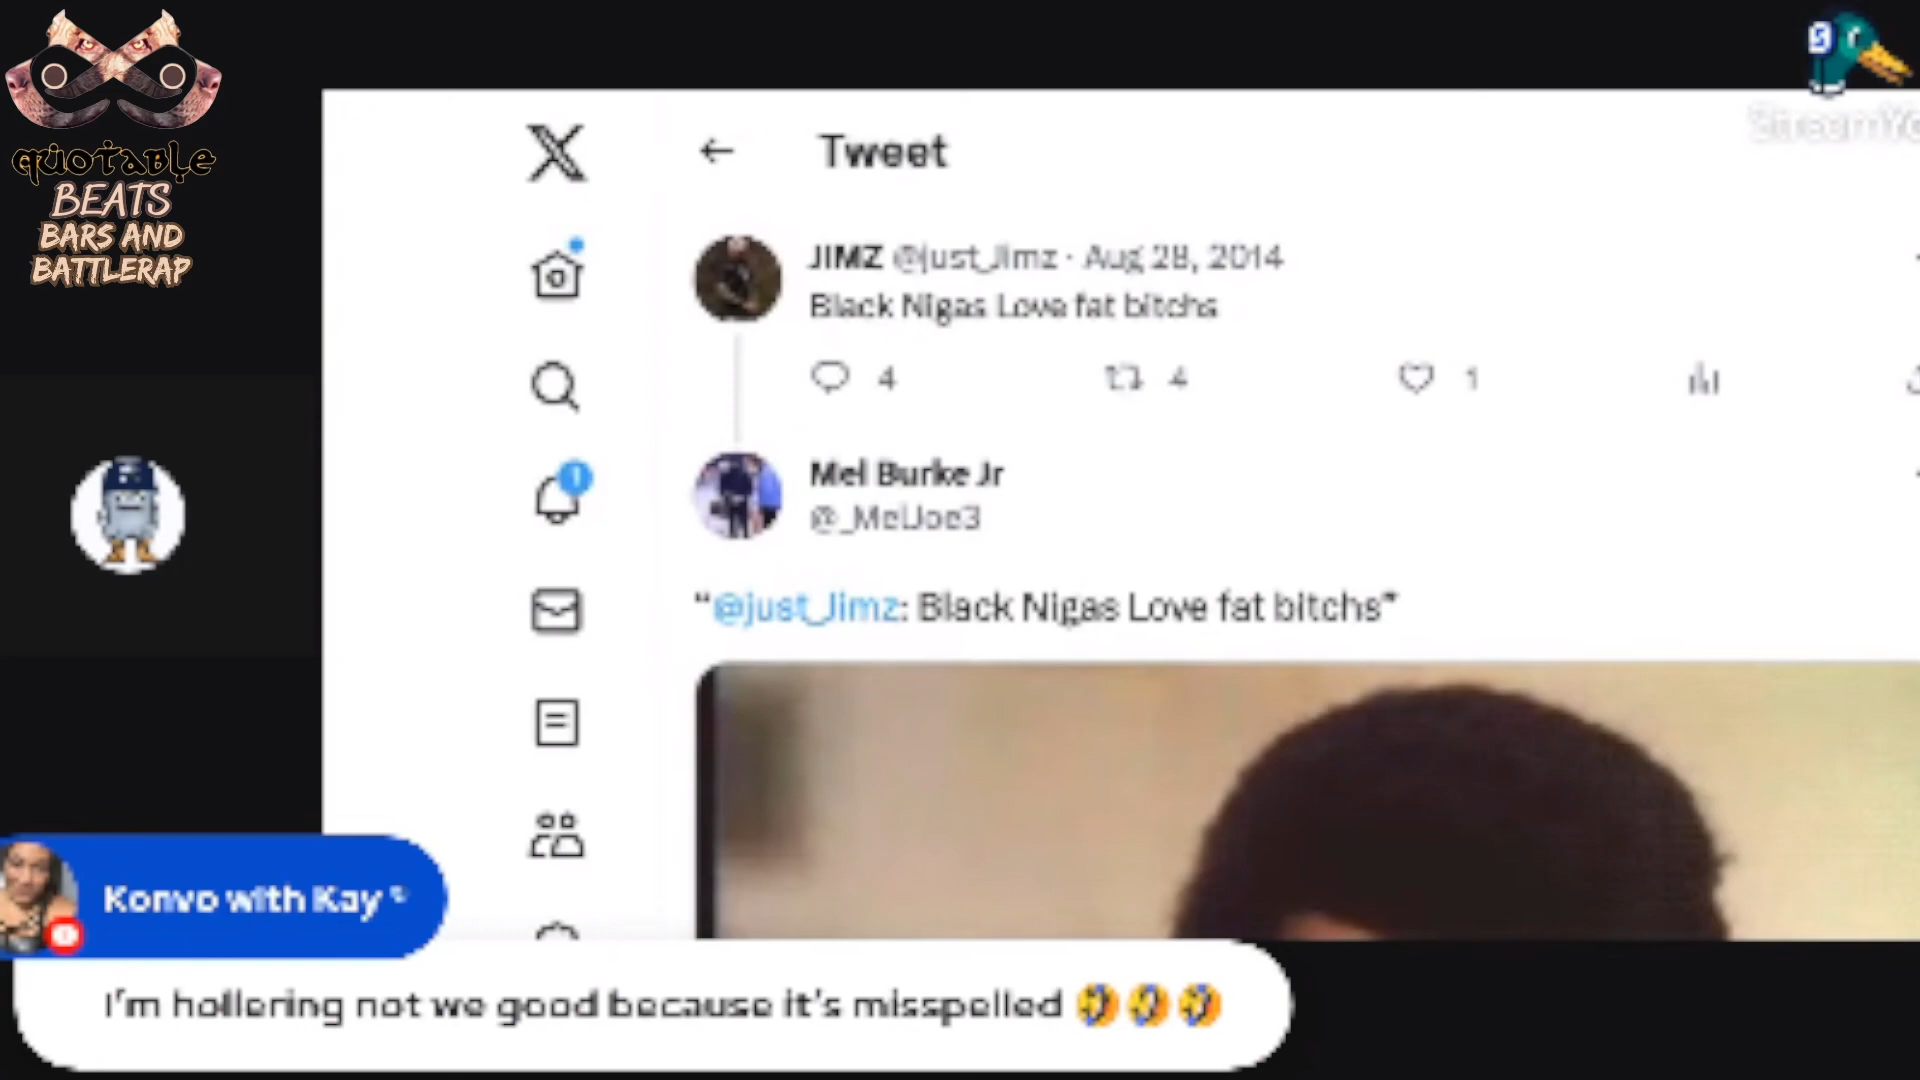 QUOTABLE
BEATS
BARS AND
BATTLERAP
S
StreamYa
X
Tweet
JIMZ @just_Jimz · Aug 28, 2014
Black Nigas Love fat bitchs
4 4 1
Mel Burke Jr
@_MelJoe3
1
"@just_Jimz: Black Nigas Love fat bitchs"
Konvo with Kay
I'm hollering not we good because it's misspelled 🤣🤣🤣